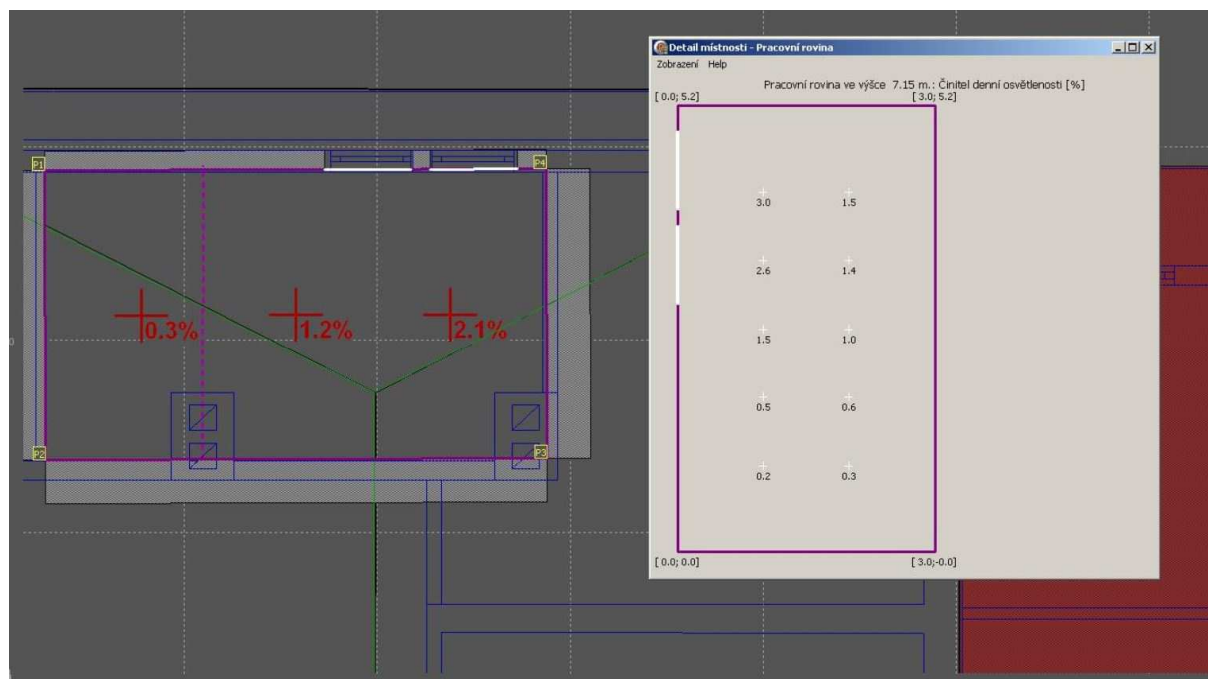 P1
P4
0.3%
1.2%
2.1%
P2
P3
Detail místnosti - Pracovní rovina
Zobrazení Help
Pracovní rovina ve výšce 7.15 m.: Činitel denní osvětlenosti [%]
[ 0.0; 5.2]
[ 3.0; 5.2]
3.0
1.5
2.6
1.4
1.5
1.0
0.5
0.6
0.2
0.3
[ 0.0; 0.0]
[ 3.0;-0.0]